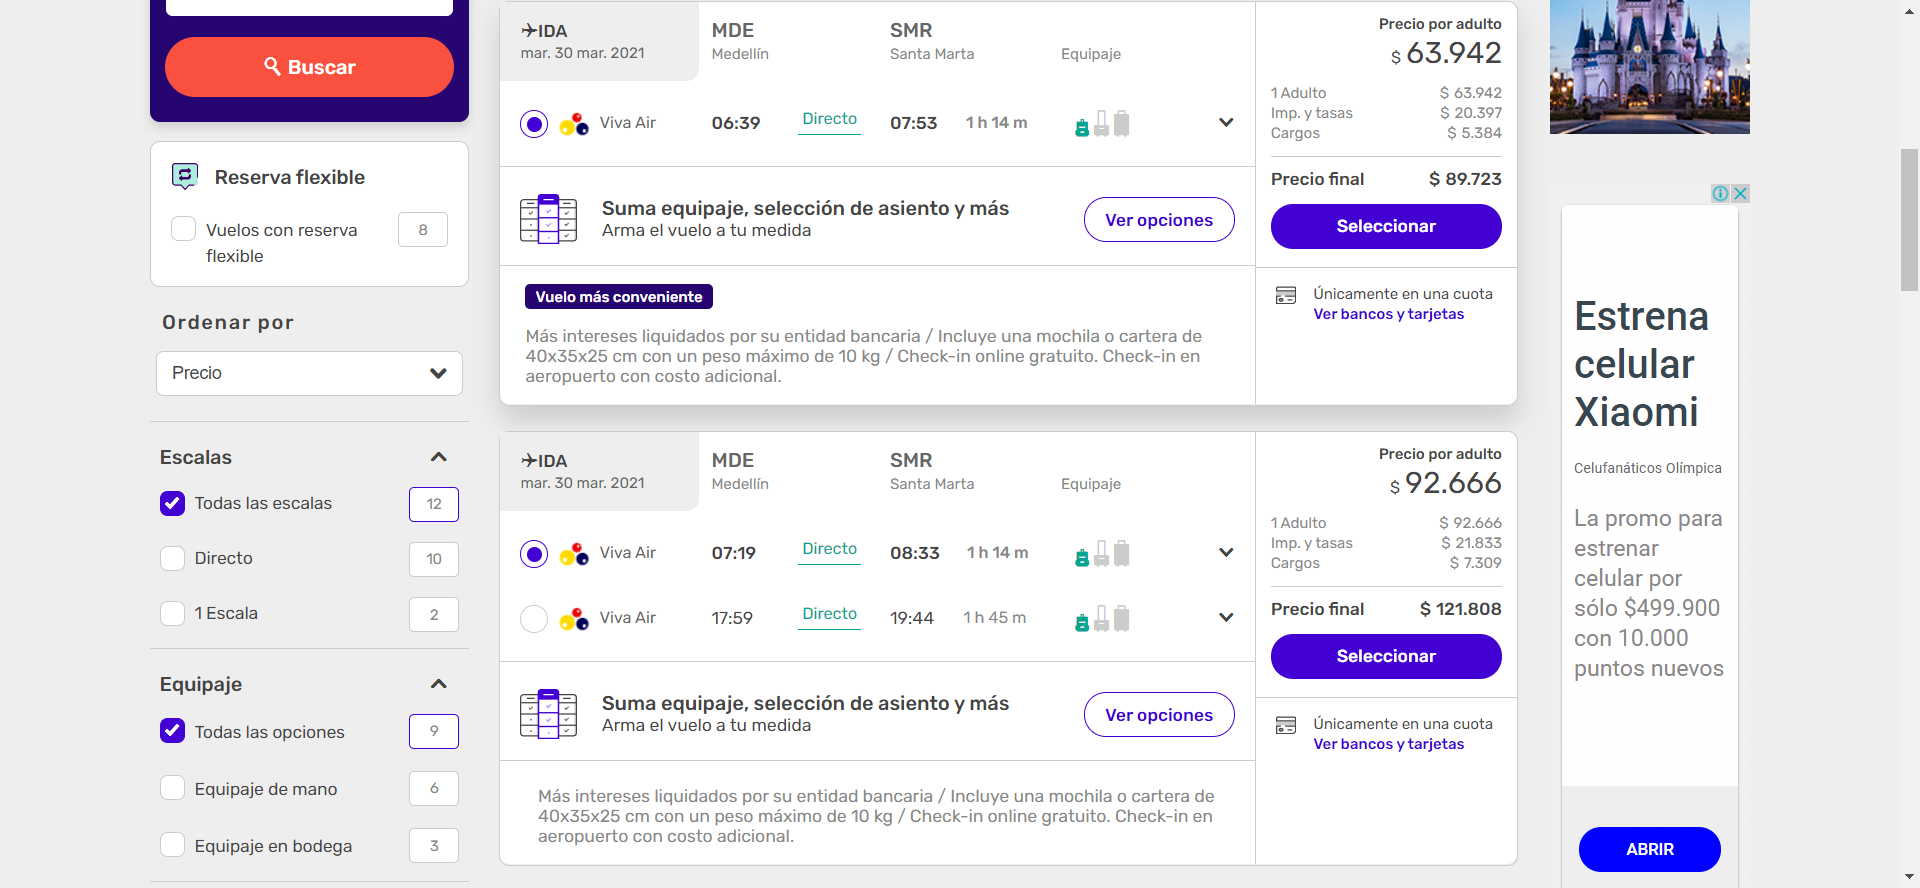 Buscar
Reserva flexible
Vuelos con reserva
flexible
8
Ordenar por
Precio
Escalas
Todas las escalas
12
Directo
10
1 Escala
2
Equipaje
Todas las opciones
9
Equipaje de mano
6
Equipaje en bodega
3
IDA
mar. 30 mar. 2021
MDE
Medellín
SMR
Santa Marta
Equipaje
Viva Air
06:39
Directo
07:53
1 h 14 m
Suma equipaje, selección de asiento y más
Arma el vuelo a tu medida
Ver opciones
Vuelo más conveniente
Más intereses liquidados por su entidad bancaria / Incluye una mochila o cartera de
40x35x25 cm con un peso máximo de 10 kg / Check-in online gratuito. Check-in en
aeropuerto con costo adicional.
Precio por adulto
$ 63.942
1 Adulto $ 63.942
Imp. y tasas $ 20.397
Cargos $ 5.384
Precio final $ 89.723
Seleccionar
Únicamente en una cuota
Ver bancos y tarjetas
IDA
mar. 30 mar. 2021
MDE
Medellín
SMR
Santa Marta
Equipaje
Viva Air
07:19
Directo
08:33
1 h 14 m
Viva Air
17:59
Directo
19:44
1 h 45 m
Suma equipaje, selección de asiento y más
Arma el vuelo a tu medida
Ver opciones
Más intereses liquidados por su entidad bancaria / Incluye una mochila o cartera de
40x35x25 cm con un peso máximo de 10 kg / Check-in online gratuito. Check-in en
aeropuerto con costo adicional.
Precio por adulto
$ 92.666
1 Adulto $ 92.666
Imp. y tasas $ 21.833
Cargos $ 7.309
Precio final $ 121.808
Seleccionar
Únicamente en una cuota
Ver bancos y tarjetas
Estrena
celular
Xiaomi
Celufanáticos Olímpica
La promo para
estrenar
celular por
sólo $499.900
con 10.000
puntos nuevos
ABRIR